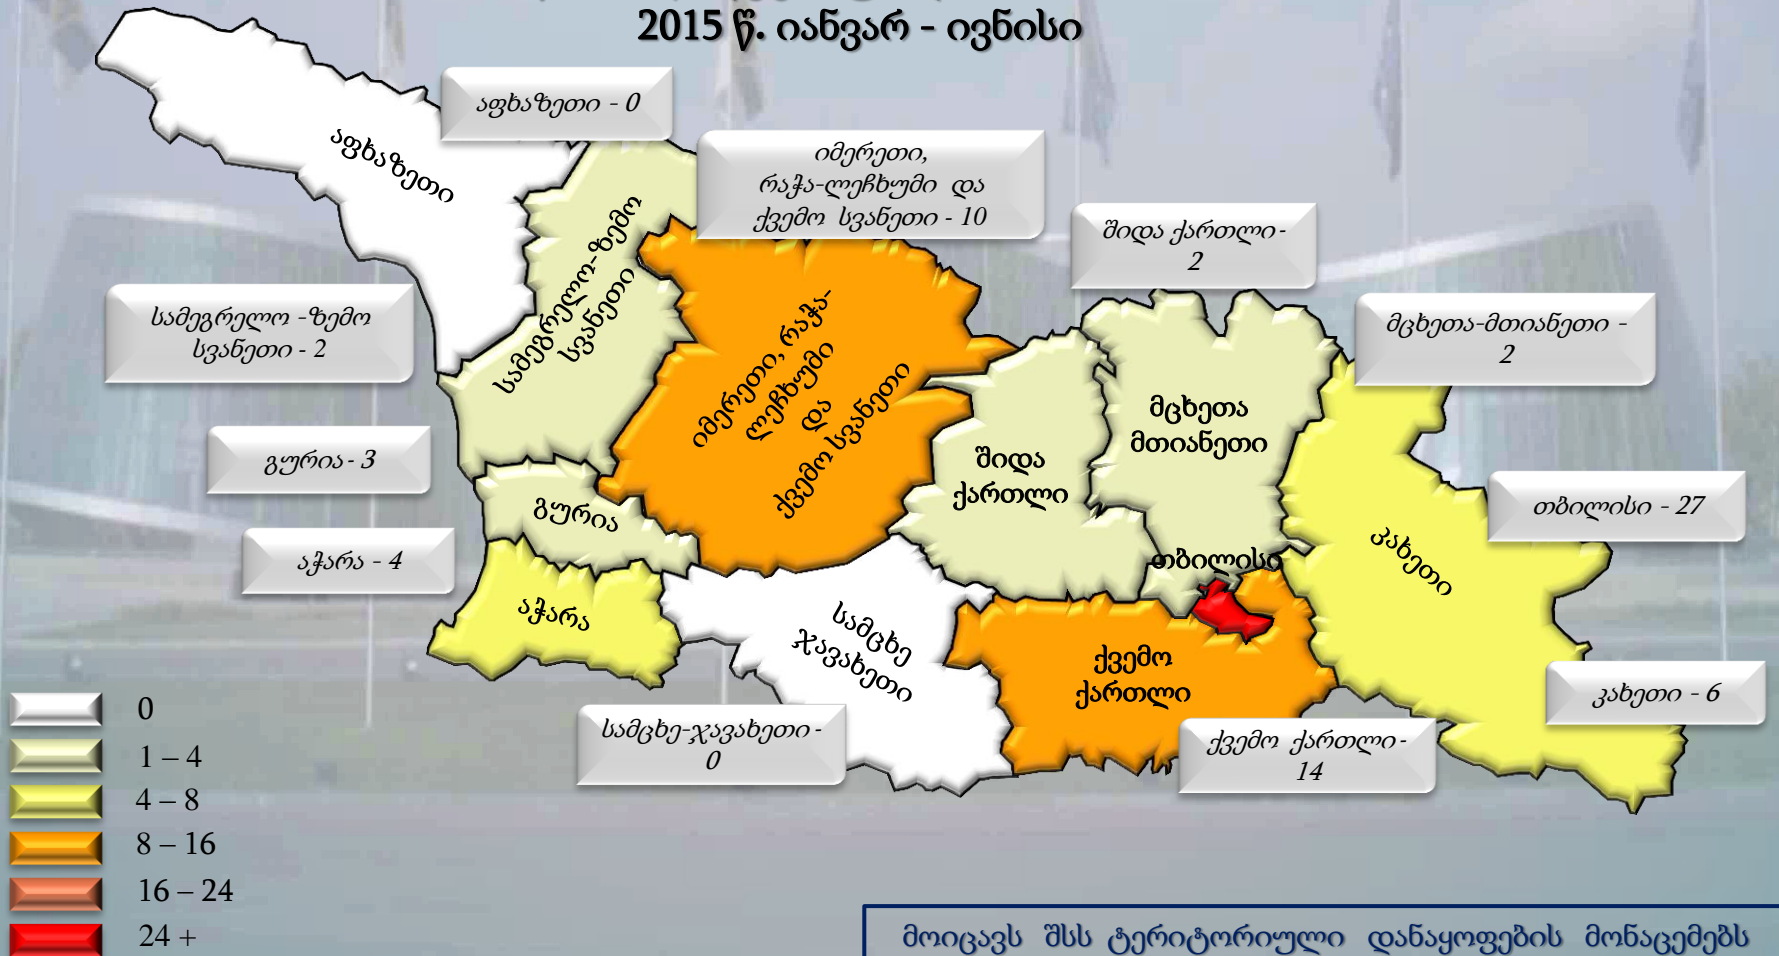 2015 წ. იანვარ - ივნისი
აფხაზეთი - 0
აფხაზეთი
იმერეთი,
რაჭა-ლეჩხუმი და
ქვემო სვანეთი - 10
შიდა ქართლი -
2
სამეგრელო -ზემო
სვანეთი - 2
მცხეთა-მთიანეთი -
2
სამეგრელო-ზემო
სვანეთი
იმერეთი, რაჭა-
ლეჩხუმი
და
ქვემო სვანეთი
მცხეთა
მთიანეთი
შიდა
ქართლი
გურია - 3
გურია
თბილისი - 27
აჭარა - 4
აჭარა
თბილისი
კახეთი
სამცხე
ჯავახეთი
ქვემო
ქართლი
კახეთი - 6
სამცხე-ჯავახეთი -
0
ქვემო ქართლი-
14
0
1 – 4
4 – 8
8 – 16
16 – 24
24 +
მოიცავს შსს ტერიტორიული დანაყოფების მონაცემებს